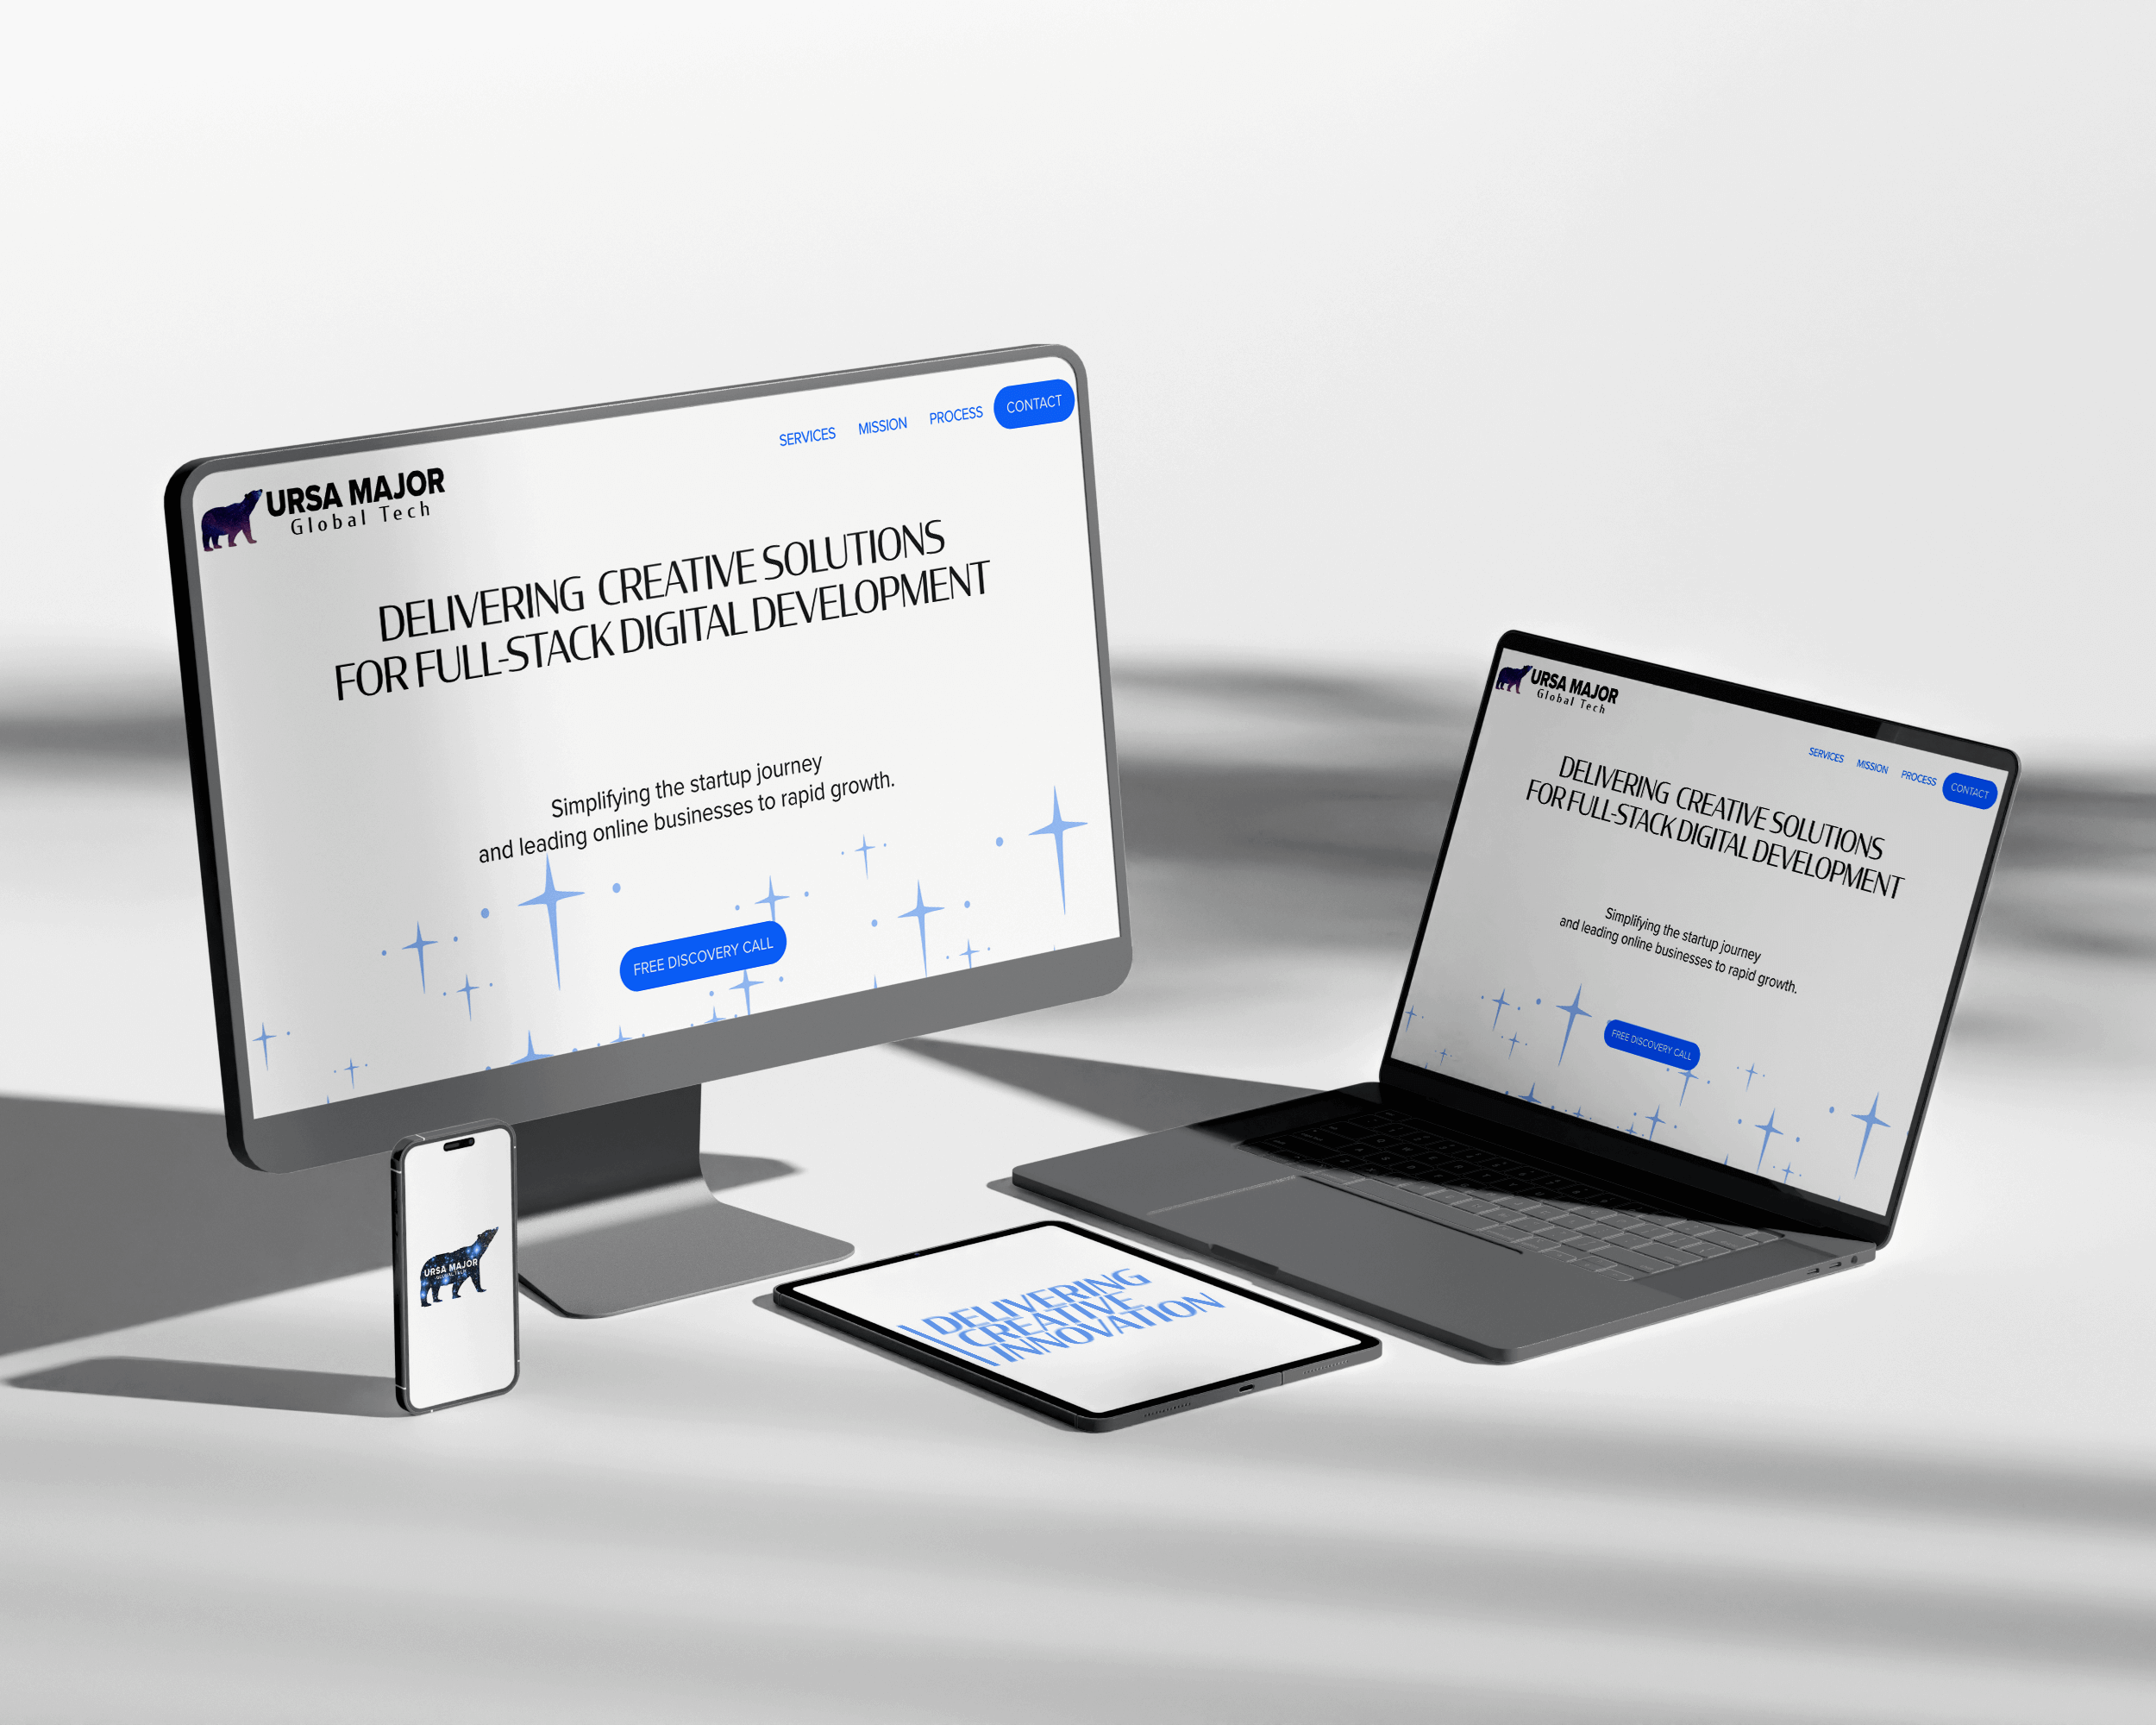 SERVICES MISSION PROCESS CONTACT
URSA MAJOR
Global Tech
DELIVERING CREATIVE SOLUTIONS
FOR FULL-STACK DIGITAL DEVELOPMENT
Simplifying the startup journey
and leading online businesses to rapid growth.
FREE DISCOVERY CALL
URSA MAJOR
Global Tech
SERVICES MISSION PROCESS CONTACT
DELIVERING CREATIVE SOLUTIONS
FOR FULL-STACK DIGITAL DEVELOPMENT
Simplifying the startup journey
and leading online businesses to rapid growth.
FREE DISCOVERY CALL
URSA MAJOR
GLOBAL TECH
\DELIVERING
\CREATIVE
\INNOVATION